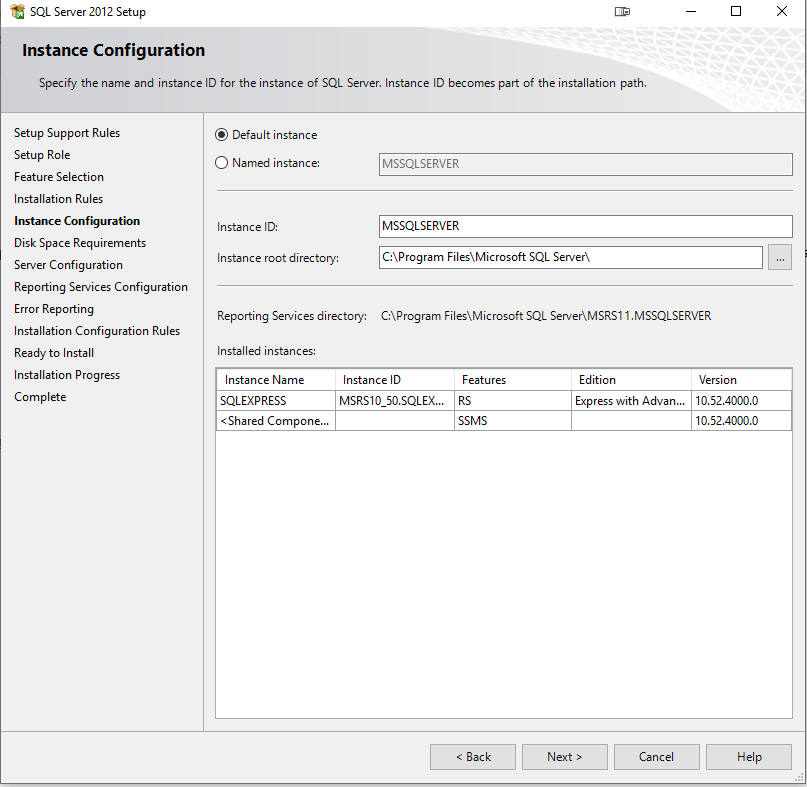 SQL Server 2012 Setup
Instance Configuration
Specify the name and instance ID for the instance of SQL Server. Instance ID becomes part of the installation path.
Setup Support Rules
Setup Role
Feature Selection
Installation Rules
Instance Configuration
Disk Space Requirements
Server Configuration
Reporting Services Configuration
Error Reporting
Installation Configuration Rules
Ready to Install
Installation Progress
Complete
Default instance
Named instance: MSSQLSERVER
Instance ID: MSSQLSERVER
Instance root directory: C:\Program Files\Microsoft SQL Server\ ...
Reporting Services directory: C:\Program Files\Microsoft SQL Server\MSRS11.MSSQLSERVER
Installed instances:
Instance Name Instance ID Features Edition Version
SQLEXPRESS MSRS10_50.SQLEX... RS Express with Advan... 10.52.4000.0
<Shared Compone... SSMS 10.52.4000.0
< Back Next > Cancel Help